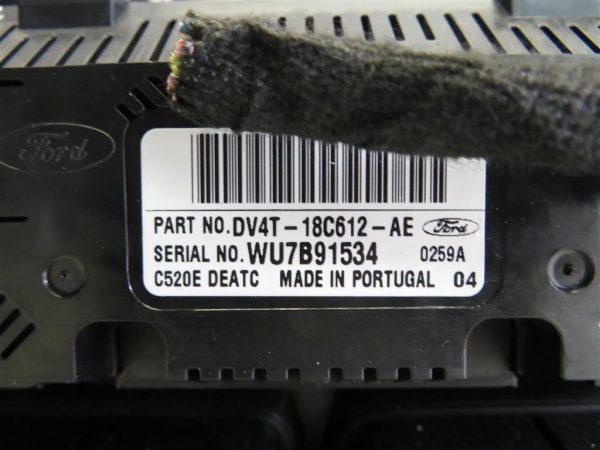 Ford
PART NO. DV4T-18C612-AE Ford
SERIAL NO. WU7B91534 0259A
C520E DEATC MADE IN PORTUGAL 04